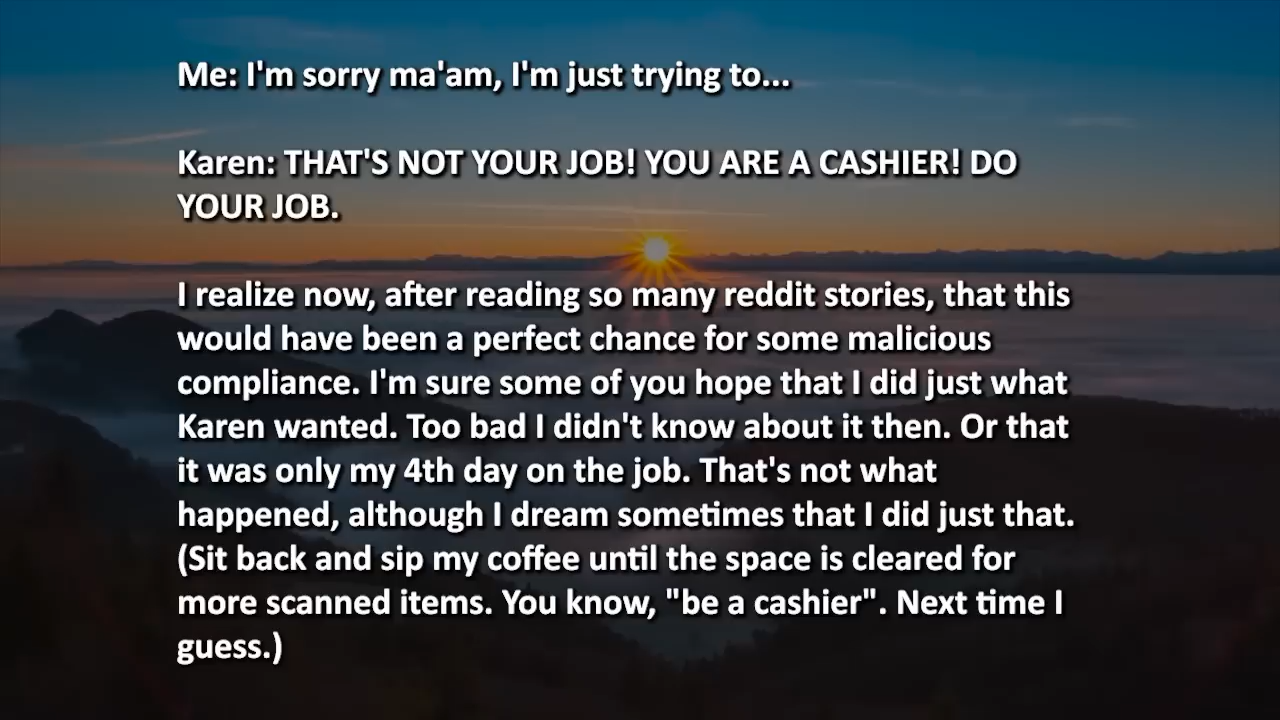 Me: I'm sorry ma'am, I'm just trying to...
Karen: THAT'S NOT YOUR JOB! YOU ARE A CASHIER! DO
YOUR JOB.
I realize now, after reading so many reddit stories, that this
would have been a perfect chance for some malicious
compliance. I'm sure some of you hope that I did just what
Karen wanted. Too bad I didn't know about it then. Or that
it was only my 4th day on the job. That's not what
happened, although I dream sometimes that I did just that.
(Sit back and sip my coffee until the space is cleared for
more scanned items. You know, "be a cashier". Next time I
guess.)